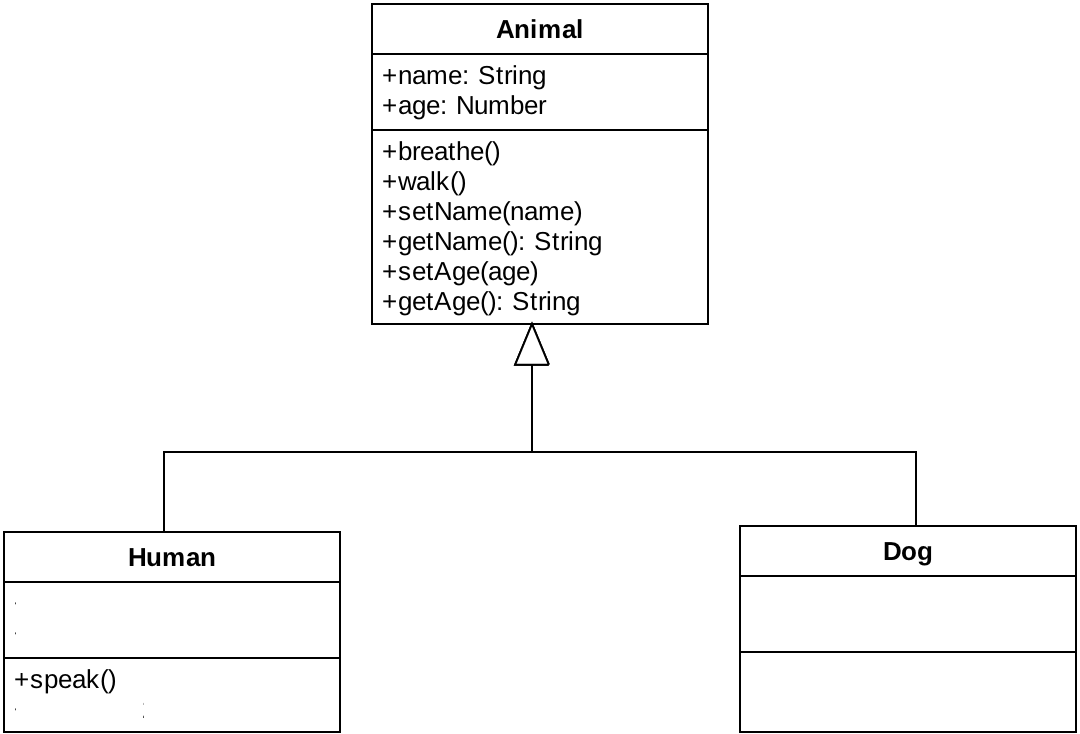 Animal
+name: String
+age: Number
+breathe()
+walk()
+setName(name)
+getName(): String
+setAge(age)
+getAge(): String
Human
+speak()
Dog